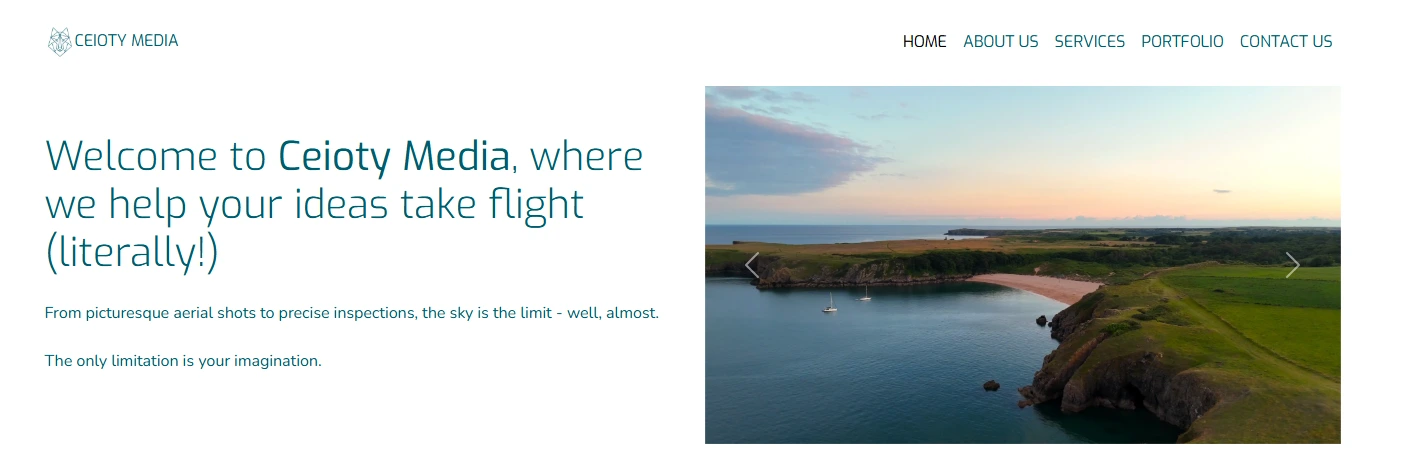 CEIOTY MEDIA
HOME ABOUT US SERVICES PORTFOLIO CONTACT US
Welcome to Ceioty Media, where
we help your ideas take flight
(literally!)
From picturesque aerial shots to precise inspections, the sky is the limit - well, almost.
The only limitation is your imagination.